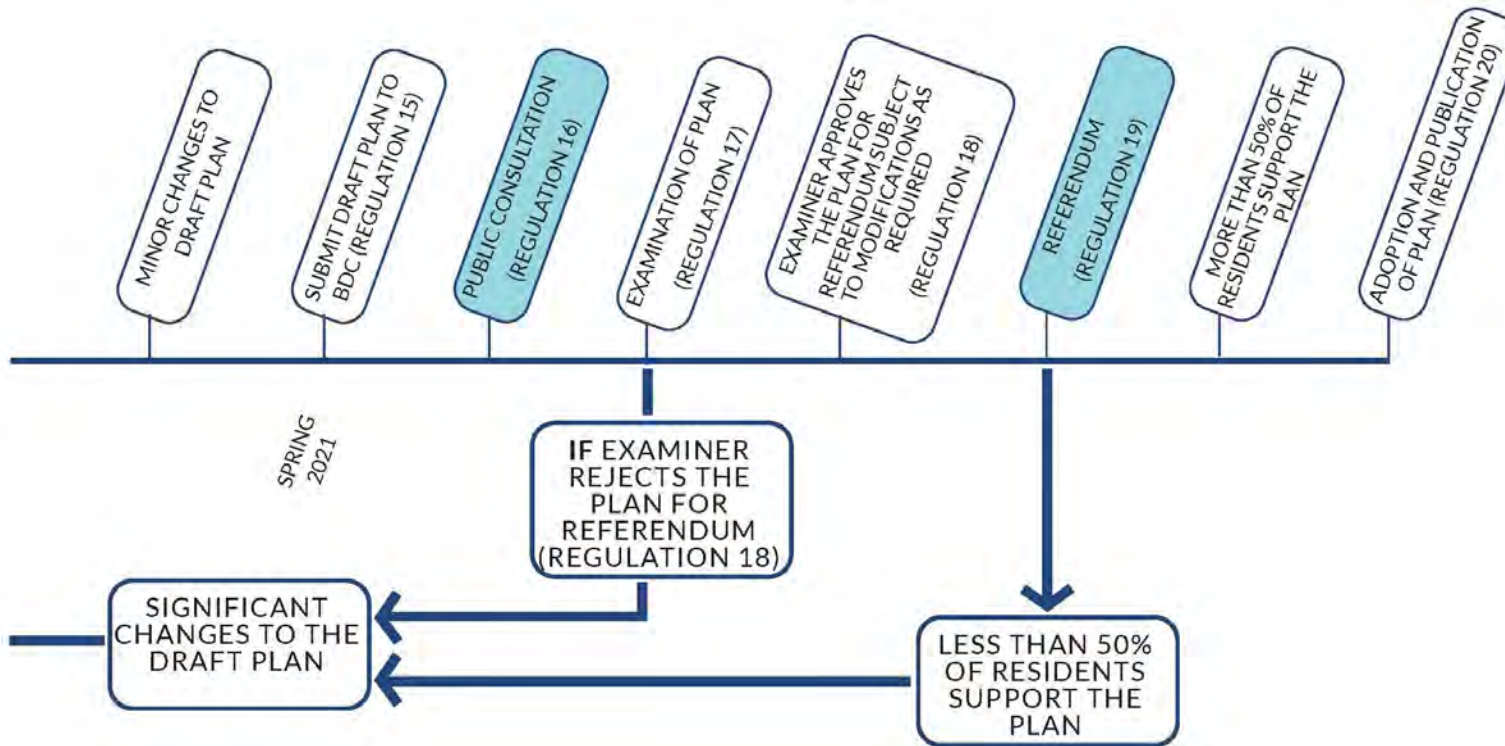 MINOR CHANGES TO
DRAFT PLAN
SUBMIT DRAFT PLAN TO
BDC (REGULATION 15)
PUBLIC CONSULTATION
(REGULATION 16)
EXAMINATION OF PLAN
(REGULATION 17)
EXAMINER APPROVES
THE PLAN FOR
REFERENDUM SUBJECT
TO MODIFICATIONS AS
REQUIRED
(REGULATION 18)
REFERENDUM
(REGULATION 19)
MORE THAN 50% OF
RESIDENTS SUPPORT THE
PLAN
ADOPTION AND PUBLICATION
OF PLAN (REGULATION 20)
SPRING
2021
IF EXAMINER
REJECTS THE
PLAN FOR
REFERENDUM
(REGULATION 18)
SIGNIFICANT
CHANGES TO THE
DRAFT PLAN
LESS THAN 50%
OF RESIDENTS
SUPPORT THE
PLAN